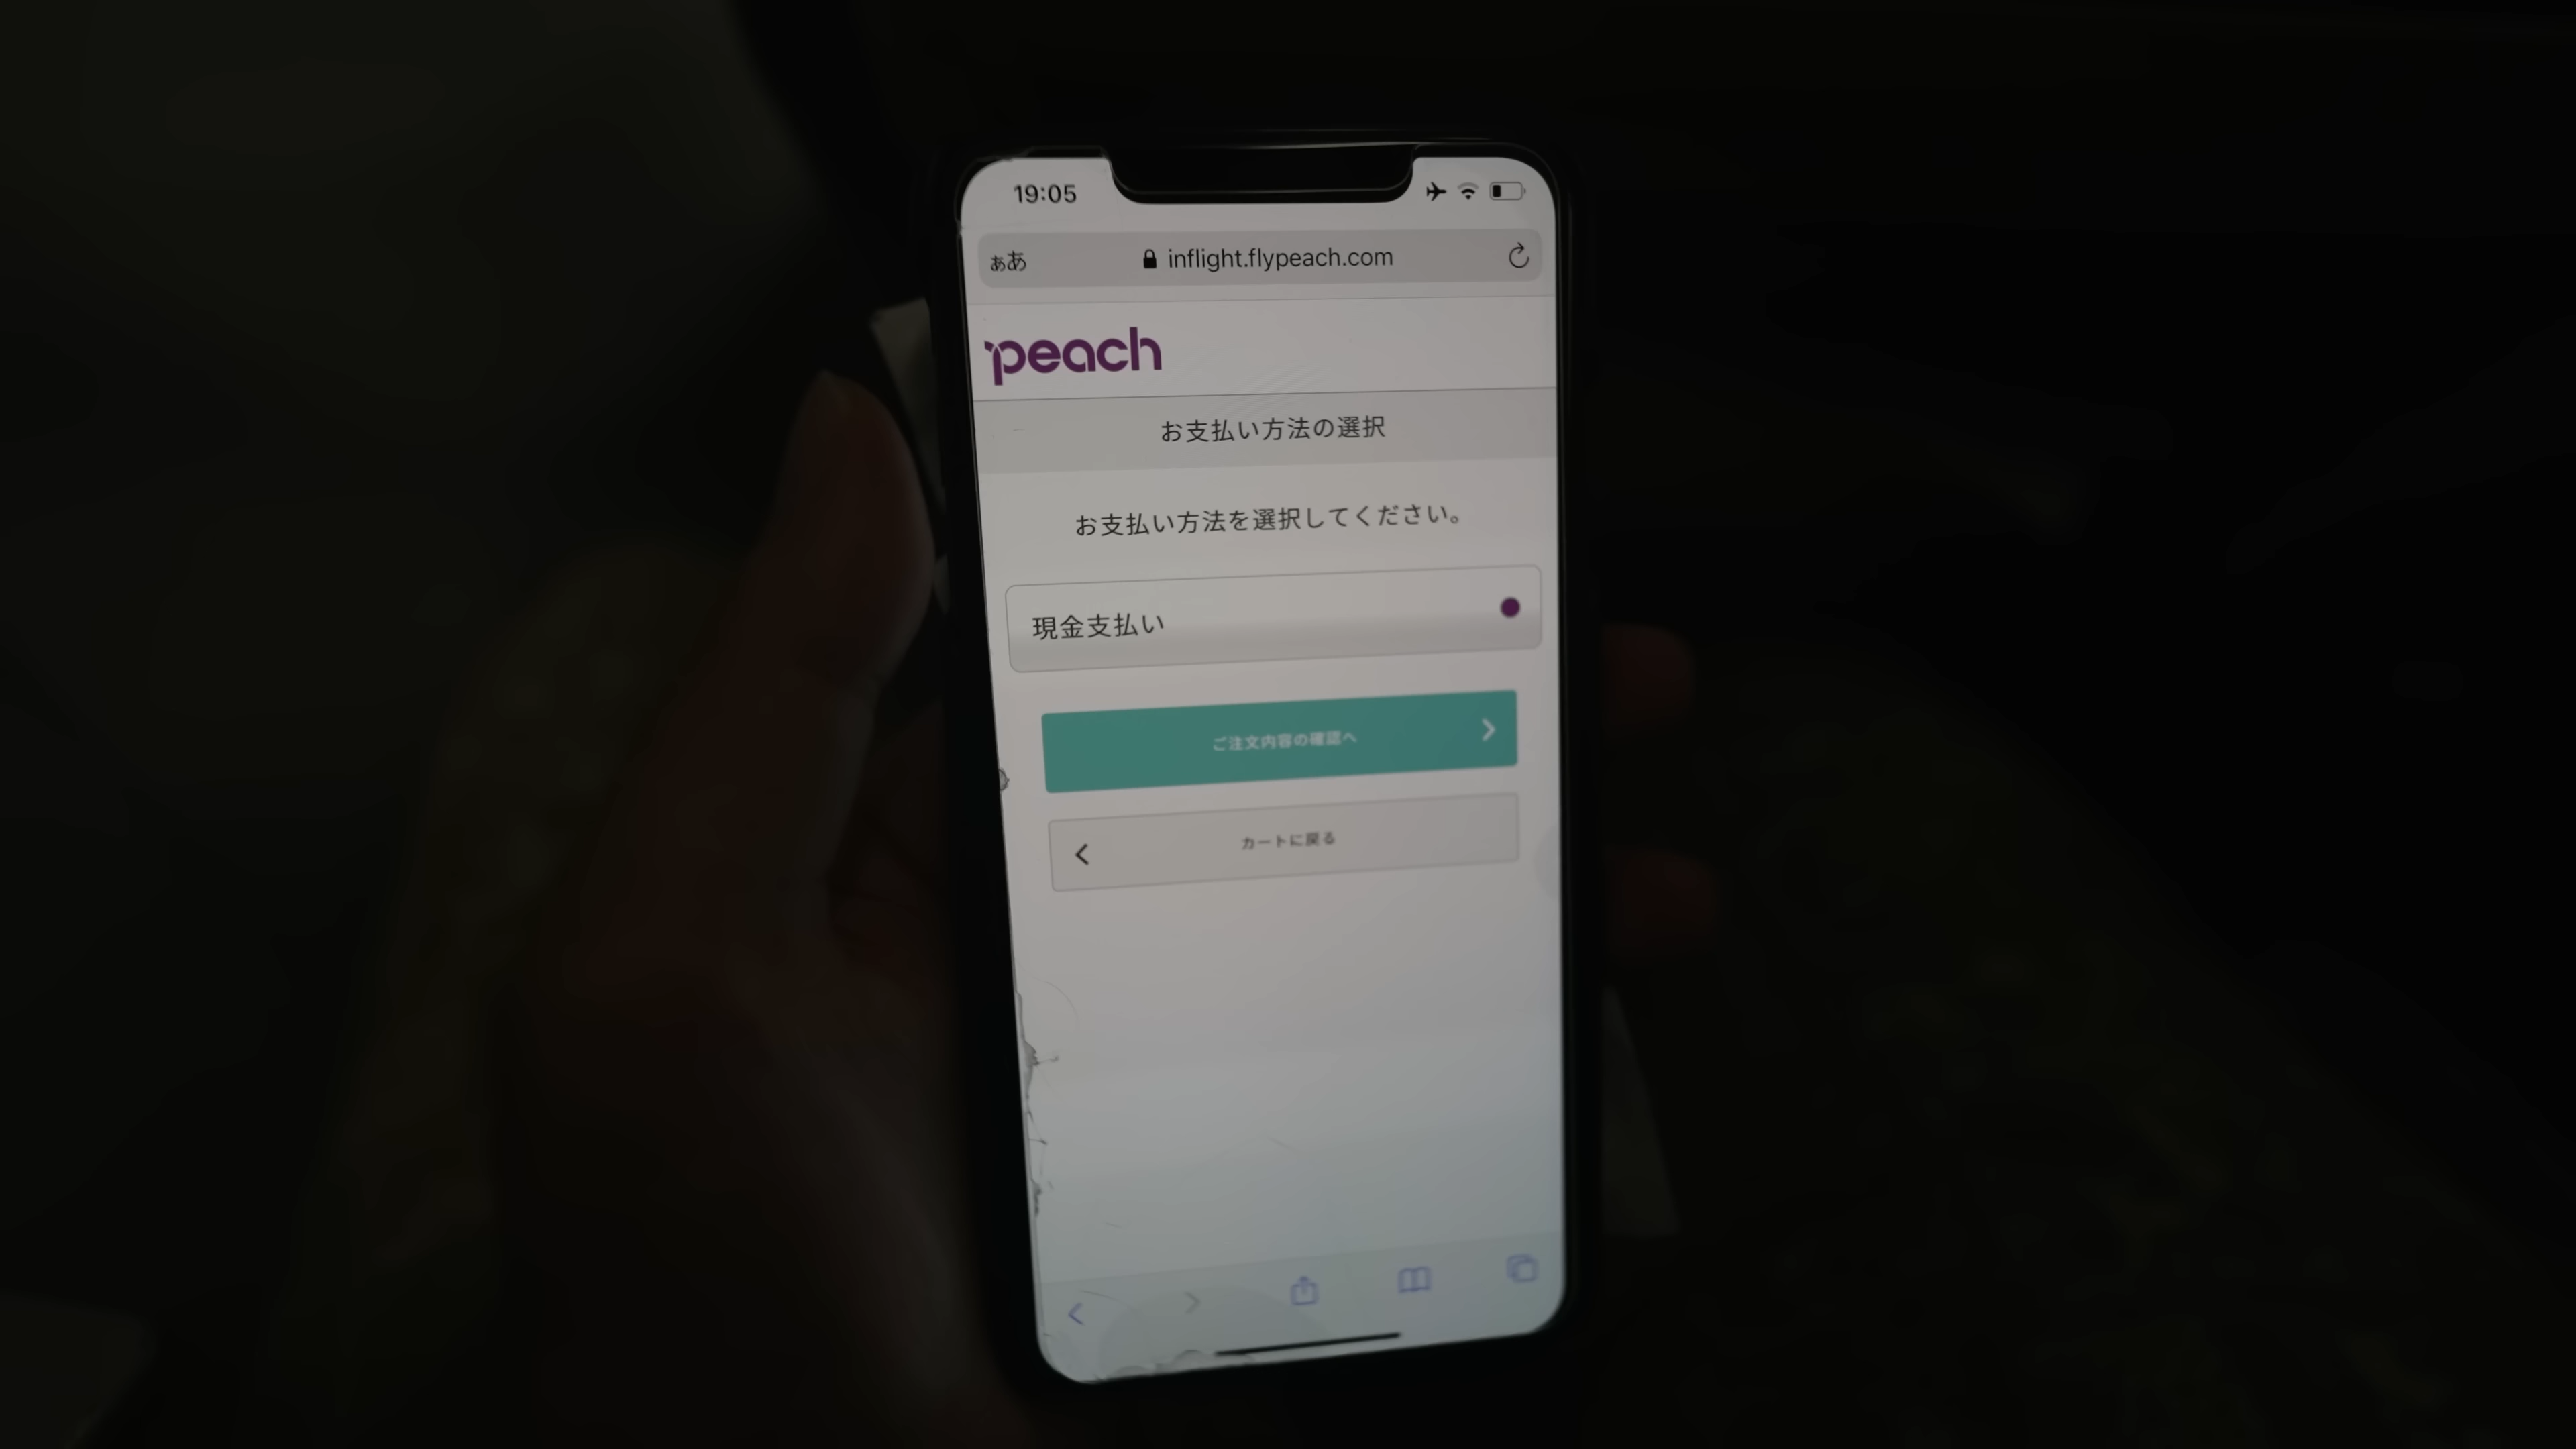 19:05
ぁあ inflight.flypeach.com
peach
お支払い方法の選択
お支払い方法を選択してください。
現金支払い
ご注文内容の確認へ
カートに戻る